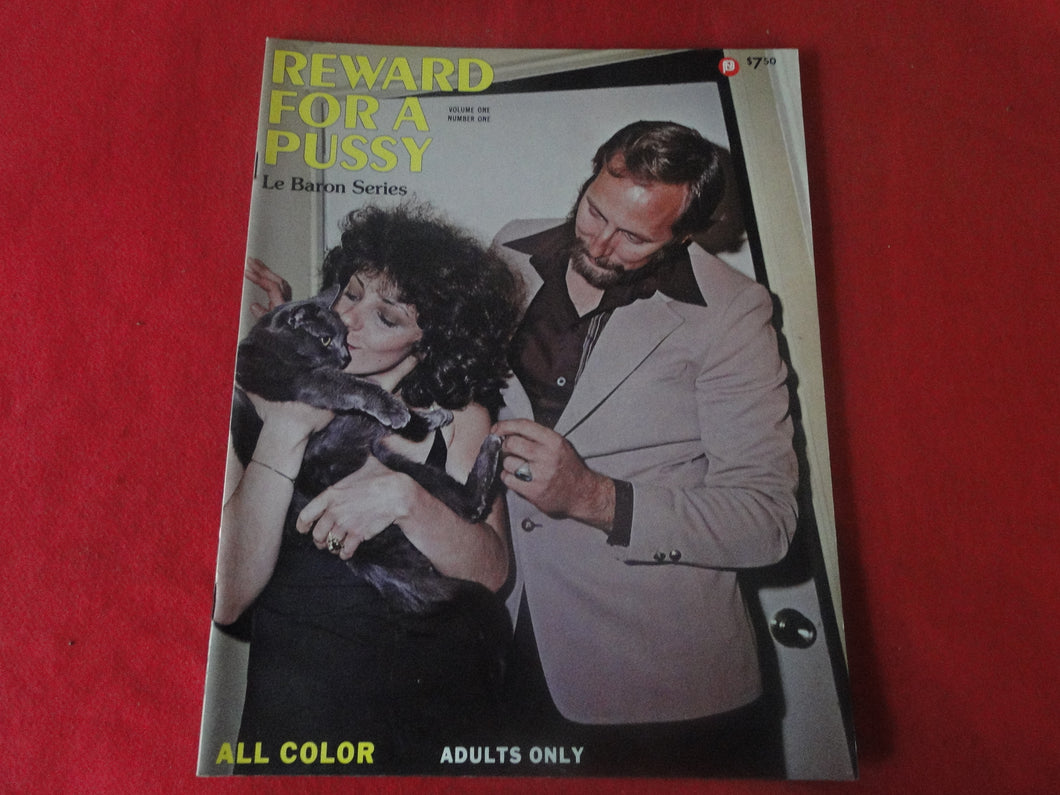 REWARD
FOR A
PUSSY
VOLUME ONE
NUMBER ONE
Le Baron Series
$7.50
ALL COLOR
ADULTS ONLY